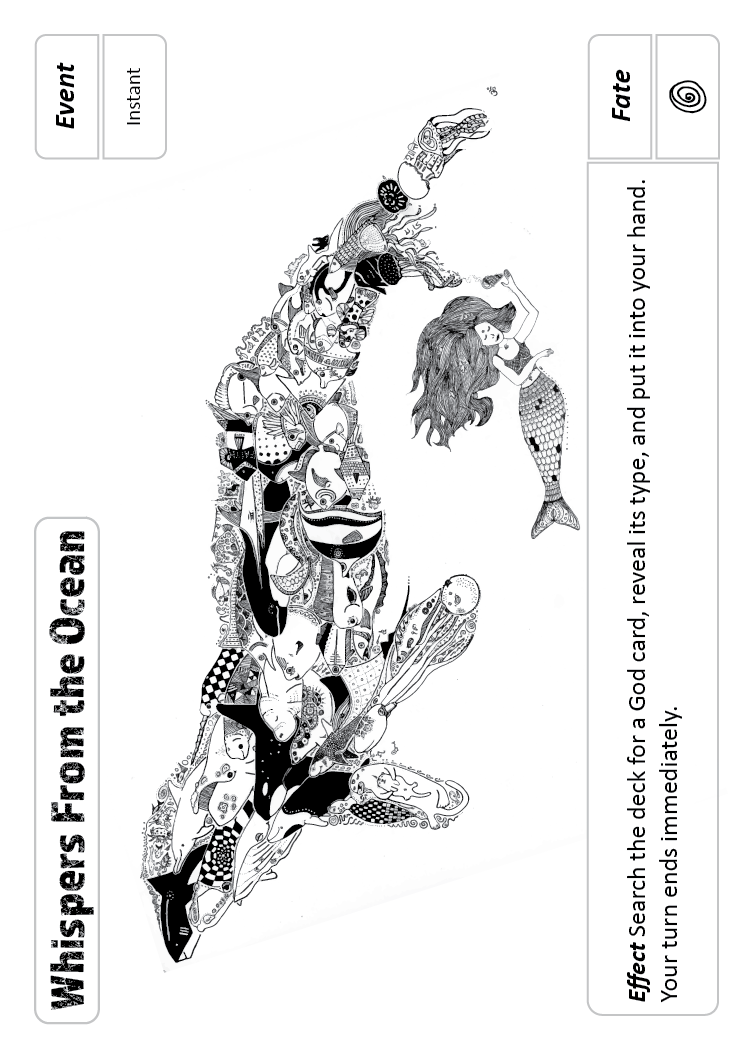 Whispers From the Ocean
Event
Instant
Effect Search the deck for a God card, reveal its type, and put it into your hand.
Your turn ends immediately.
Fate